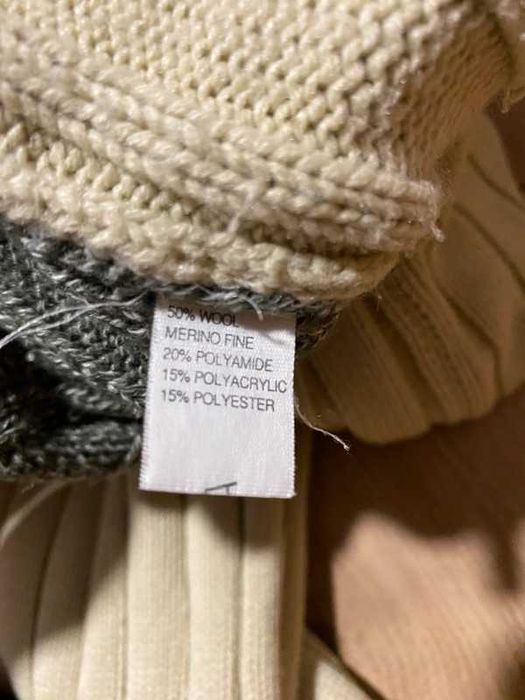 50% WOOL
MERINO FINE
20% POLYAMIDE
15% POLYACRYLIC
15% POLYESTER